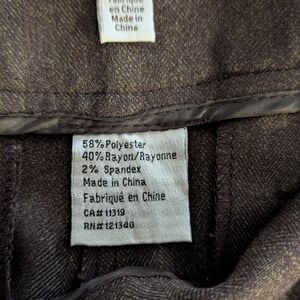 Fabriqué
en Chine
Made in
China
58% Polyester
40% Rayon/Rayonne
2% Spandex
Made in China
Fabriqué en Chine
CA# 11319
RN# 121340